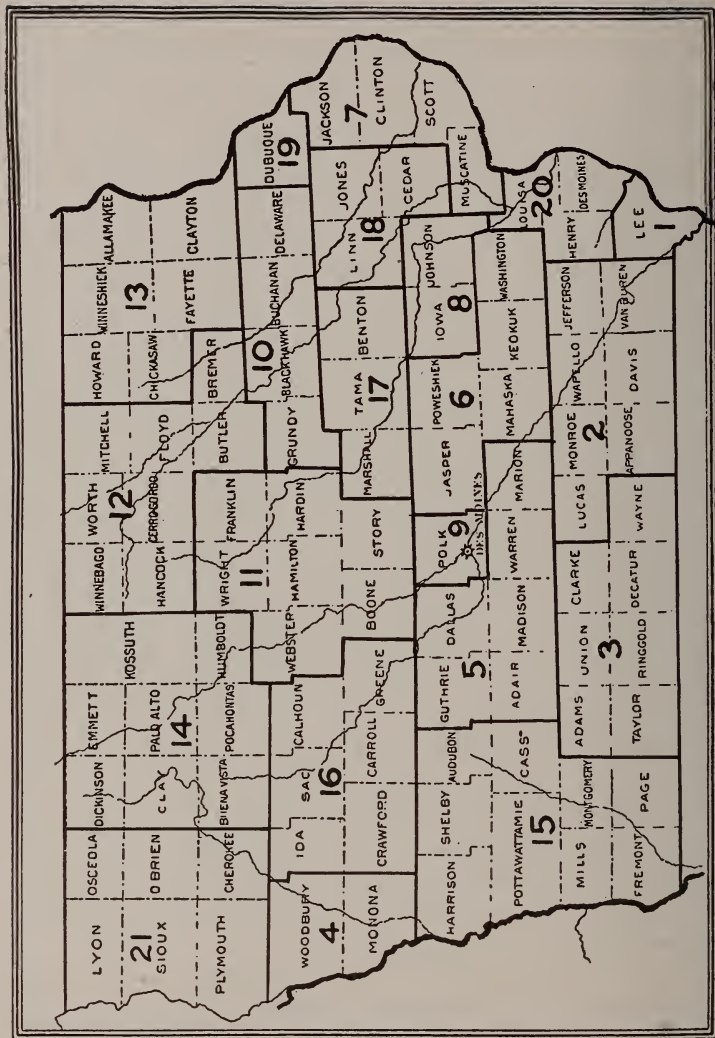 LYON
OSCEOLA
DICKINSON
EMMETT
KOSSUTH
WINNEBAGO
WORTH
MITCHELL
HOWARD
WINNESHIEK
ALLAMAKEE
21
SIOUX
O'BRIEN
CLAY
PALO ALTO
14
HANCOCK
12
CERRO GORDO
FLOYD
CHICKASAW
13
FAYETTE
CLAYTON
PLYMOUTH
CHEROKEE
BUENA VISTA
POCAHONTAS
HUMBOLDT
WRIGHT
11
FRANKLIN
BUTLER
BREMER
WOODBURY
4
IDA
SAC
16
CALHOUN
WEBSTER
HAMILTON
HARDIN
GRUNDY
10
BLACKHAWK
BUCHANAN
DELAWARE
DUBUQUE
19
MONONA
CRAWFORD
CARROLL
GREENE
BOONE
STORY
MARSHALL
TAMA
17
BENTON
LINN
18
JONES
JACKSON
7
CLINTON
CEDAR
SCOTT
HARRISON
SHELBY
AUDUBON
GUTHRIE
5
DALLAS
POLK
9
DES MOINES
JASPER
POWESHIEK
6
IOWA
8
JOHNSON
MUSCATINE
POTTAWATTAMIE
15
CASS
ADAIR
MADISON
WARREN
MARION
MAHASKA
KEOKUK
WASHINGTON
LOUISA
20
MILLS
MONTGOMERY
ADAMS
UNION
3
CLARKE
LUCAS
MONROE
2
WAPELLO
JEFFERSON
HENRY
DESMOINES
FREMONT
PAGE
TAYLOR
RINGGOLD
DECATUR
WAYNE
APPANOOSE
DAVIS
VAN BUREN
LEE
1